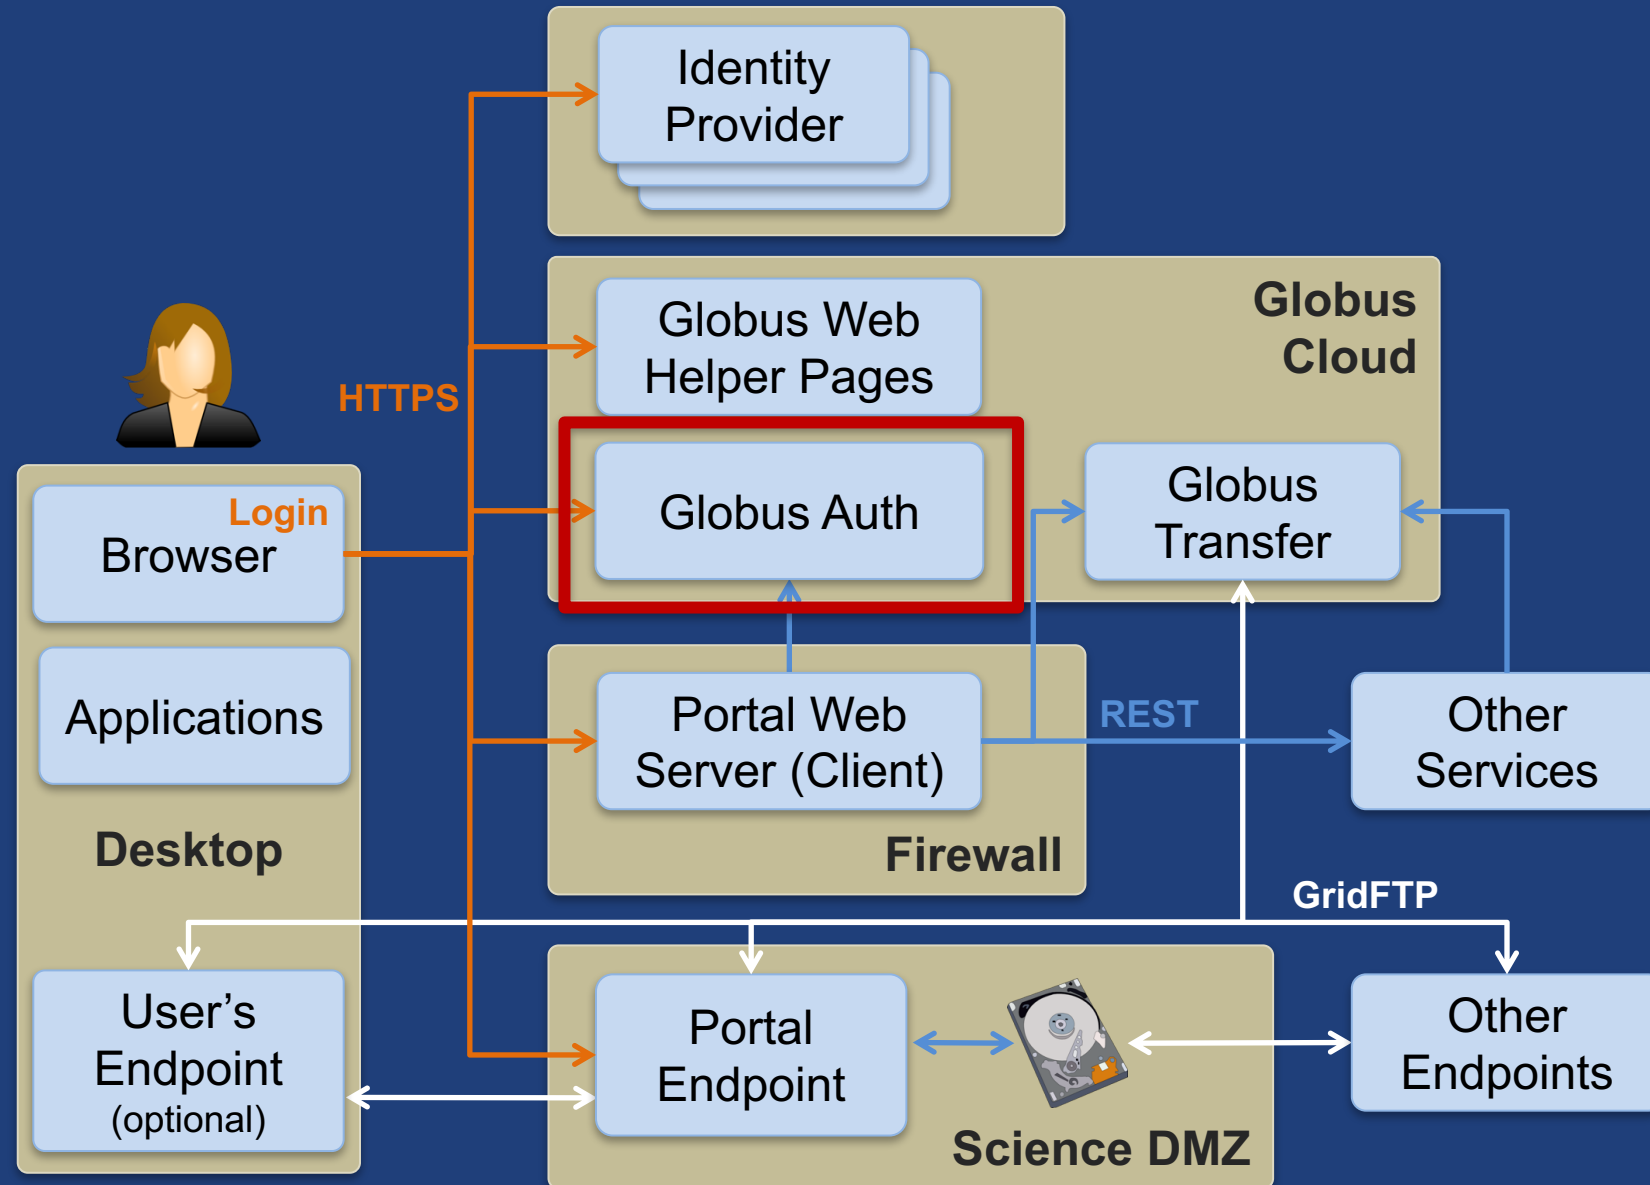 Identity
Provider
Globus Web
Helper Pages
Globus
Cloud
HTTPS
Login
Browser
Globus Auth
Globus
Transfer
Applications
Portal Web
Server (Client)
REST
Other
Services
Desktop
Firewall
GridFTP
User’s
Endpoint
(optional)
Portal
Endpoint
Other
Endpoints
Science DMZ